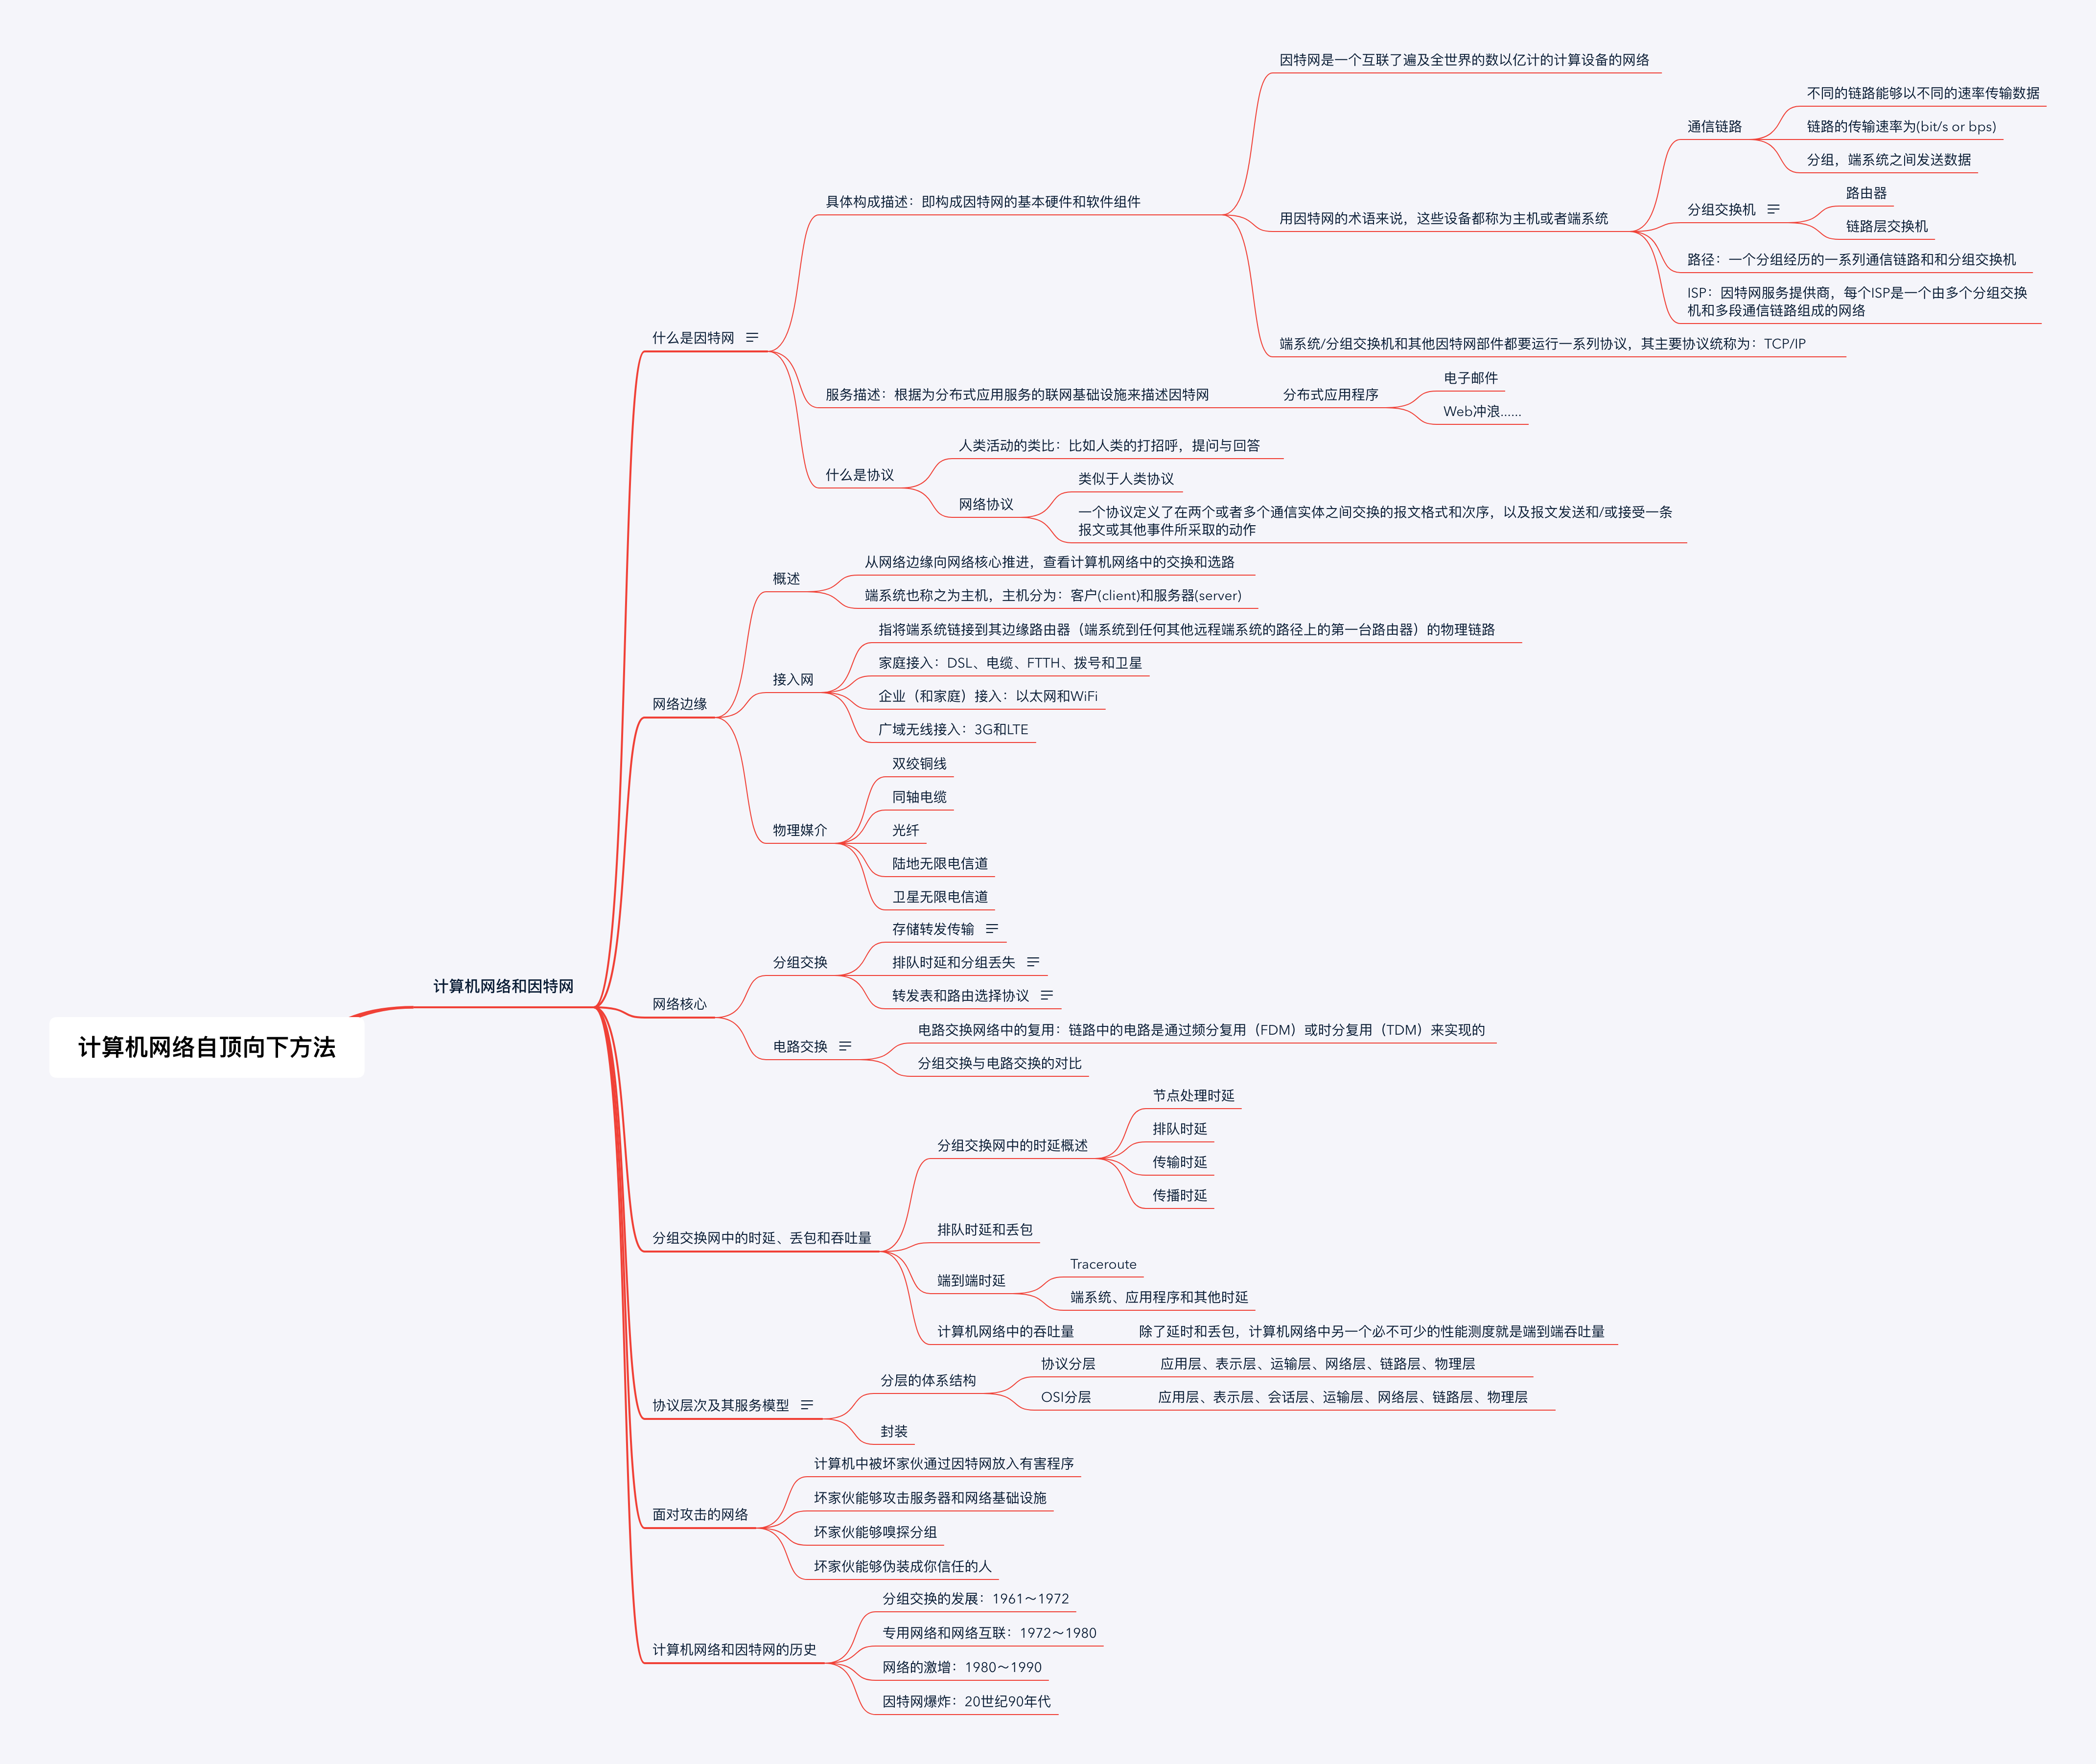 计算机网络自顶向下方法
计算机网络和因特网
什么是因特网
具体构成描述：即构成因特网的基本硬件和软件组件
因特网是一个互联了遍及全世界的数以亿计的计算设备的网络
用因特网的术语来说，这些设备都称为主机或者端系统
通信链路
不同的链路能够以不同的速率传输数据
链路的传输速率为(bit/s or bps)
分组，端系统之间发送数据
分组交换机
路由器
链路层交换机
路径：一个分组经历的一系列通信链路和和分组交换机
ISP：因特网服务提供商，每个ISP是一个由多个分组交换
机和多段通信链路组成的网络
端系统/分组交换机和其他因特网部件都要运行一系列协议，其主要协议统称为：TCP/IP
服务描述：根据为分布式应用服务的联网基础设施来描述因特网
分布式应用程序
电子邮件
Web冲浪......
什么是协议
人类活动的类比：比如人类的打招呼，提问与回答
网络协议
类似于人类协议
一个协议定义了在两个或者多个通信实体之间交换的报文格式和次序，以及报文发送和/或接受一条
报文或其他事件所采取的动作
网络边缘
概述
从网络边缘向网络核心推进，查看计算机网络中的交换和选路
端系统也称之为主机，主机分为：客户(client)和服务器(server)
接入网
指将端系统链接到其边缘路由器（端系统到任何其他远程端系统的路径上的第一台路由器）的物理链路
家庭接入：DSL、电缆、FTTH、拨号和卫星
企业（和家庭）接入：以太网和WiFi
广域无线接入：3G和LTE
物理媒介
双绞铜线
同轴电缆
光纤
陆地无限电信道
卫星无限电信道
网络核心
分组交换
存储转发传输
排队时延和分组丢失
转发表和路由选择协议
电路交换
电路交换网络中的复用：链路中的电路是通过频分复用（FDM）或时分复用（TDM）来实现的
分组交换与电路交换的对比
分组交换网中的时延、丢包和吞吐量
分组交换网中的时延概述
节点处理时延
排队时延
传输时延
传播时延
排队时延和丢包
端到端时延
Traceroute
端系统、应用程序和其他时延
计算机网络中的吞吐量
除了延时和丢包，计算机网络中另一个必不可少的性能测度就是端到端吞吐量
协议层次及其服务模型
分层的体系结构
协议分层
应用层、表示层、运输层、网络层、链路层、物理层
OSI分层
应用层、表示层、会话层、运输层、网络层、链路层、物理层
封装
面对攻击的网络
计算机中被坏家伙通过因特网放入有害程序
坏家伙能够攻击服务器和网络基础设施
坏家伙能够嗅探分组
坏家伙能够伪装成你信任的人
计算机网络和因特网的历史
分组交换的发展：1961～1972
专用网络和网络互联：1972～1980
网络的激增：1980～1990
因特网爆炸：20世纪90年代